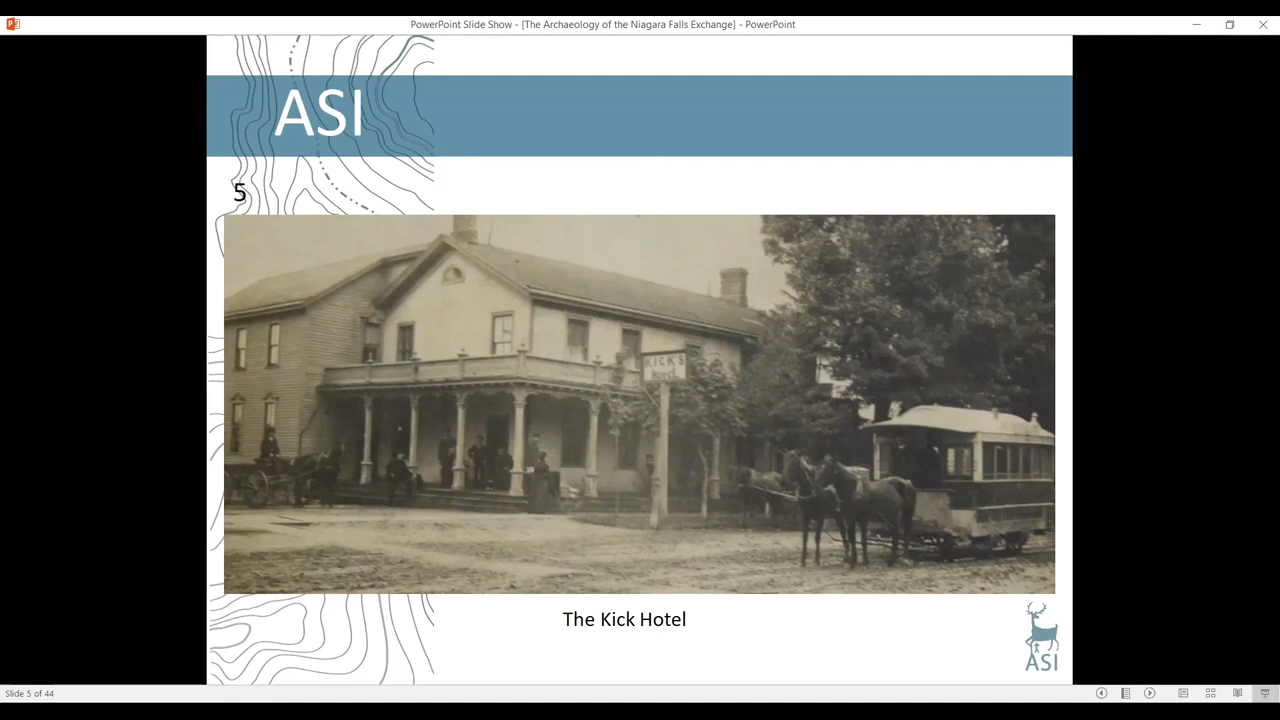 PowerPoint Slide Show - [The Archaeology of the Niagara Falls Exchange] - PowerPoint
ASI
5
KICK'S
Hotel
The Kick Hotel
ASI
Slide 5 of 44